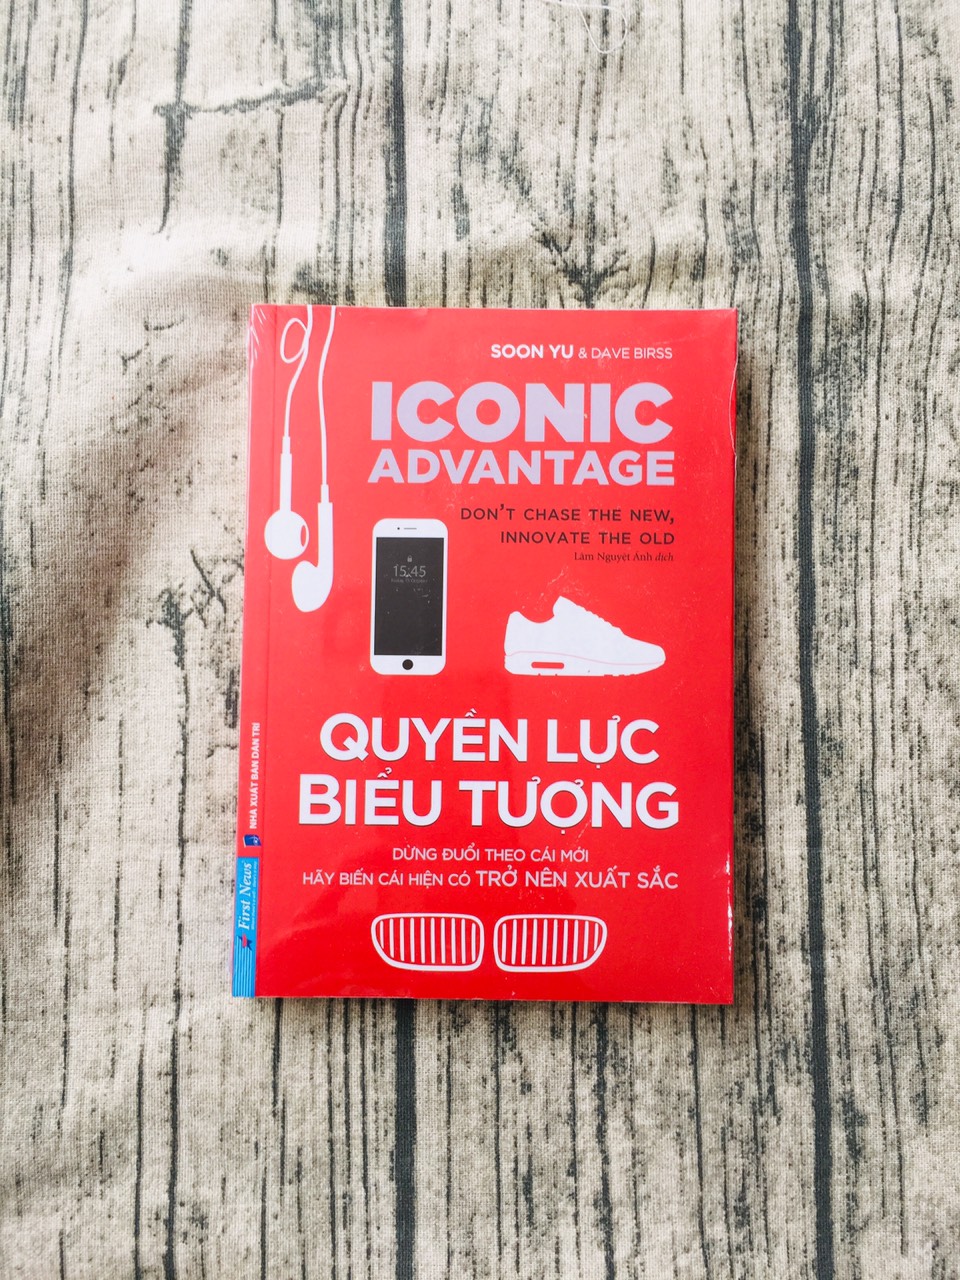 SOON YU & DAVE BIRSS
ICONIC
ADVANTAGE
DON'T CHASE THE NEW,
INNOVATE THE OLD
Lâm Nguyệt Ánh dịch
15:45
QUYỀN LỰC
BIỂU TƯỢNG
DỪNG ĐUỔI THEO CÁI MỚI
HÃY BIẾN CÁI HIỆN CÓ TRỞ NÊN XUẤT SẮC
NHÀ XUẤT BẢN DÂN TRÍ
First News